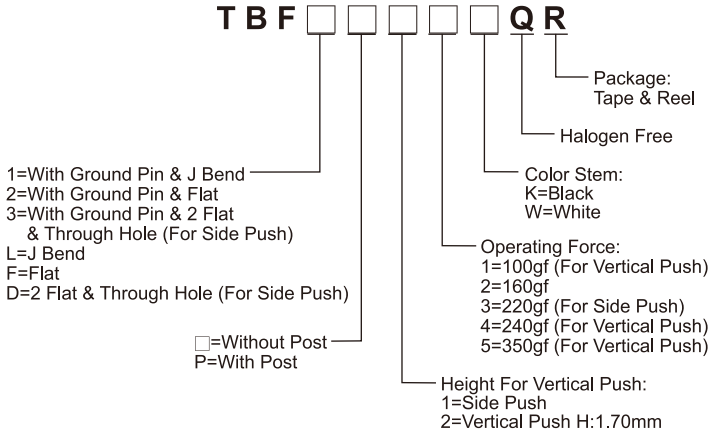 TBF□□□□□QR
Package:
Tape & Reel
Halogen Free
1=With Ground Pin & J Bend
2=With Ground Pin & Flat
3=With Ground Pin & 2 Flat
& Through Hole (For Side Push)
L=J Bend
F=Flat
D=2 Flat & Through Hole (For Side Push)
Color Stem:
K=Black
W=White
Operating Force:
1=100gf (For Vertical Push)
2=160gf
3=220gf (For Side Push)
4=240gf (For Vertical Push)
5=350gf (For Vertical Push)
□=Without Post
P=With Post
Height For Vertical Push:
1=Side Push
2=Vertical Push H:1.70mm